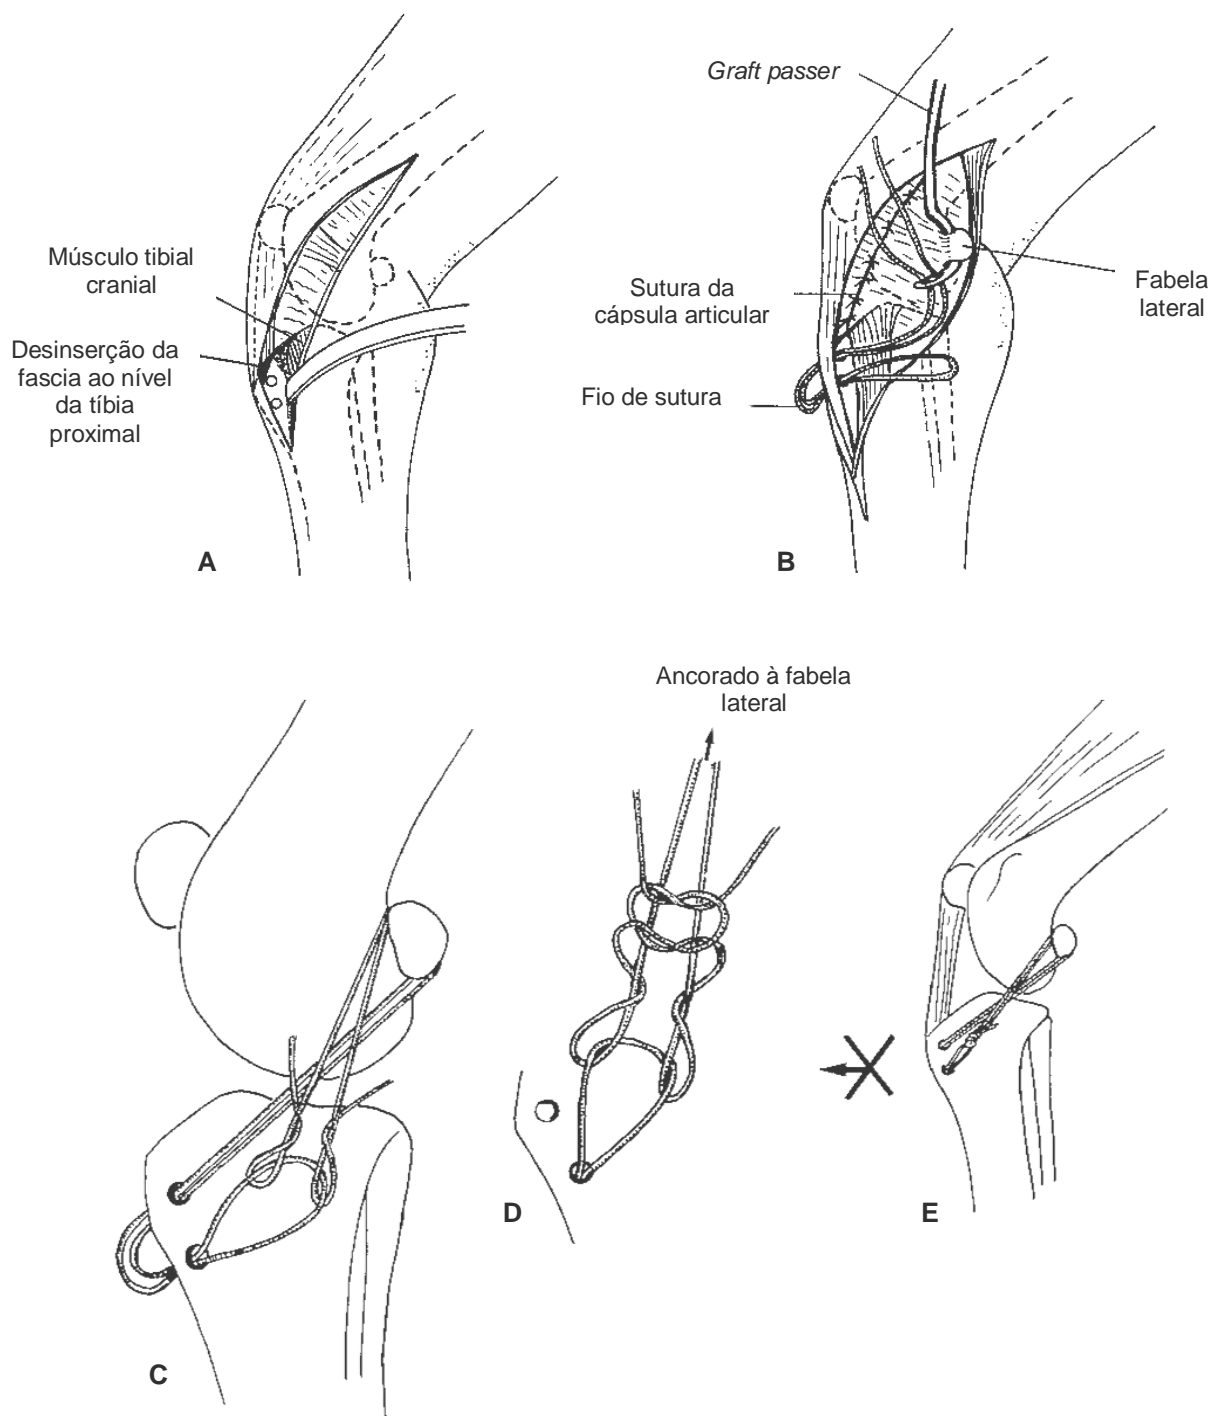 Músculo tibial
cranial
Desinserção da
fascia ao nível
da tíbia
proximal
A
Graft passer
Sutura da
cápsula articular
Fio de sutura
Fabela
lateral
B
Ancorado à fabela
lateral
C
D
E